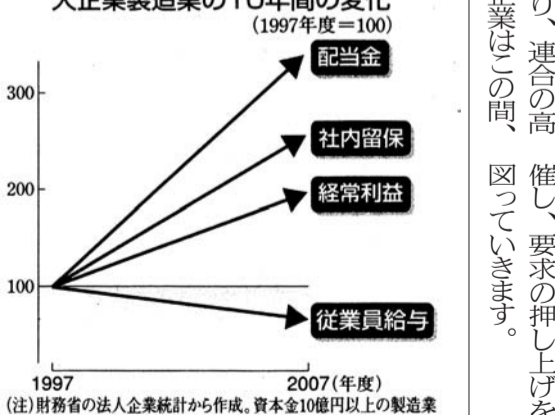 大企業製造業の10年間の変化
(1997年度=100)
配当金
300
社内留保
200
経常利益
100
従業員給与
1997
2007(年度)
(注)財務省の法人企業統計から作成。資本金10億円以上の製造業
り、連合の高
企業はこの間、
催し、要求の押し上げを
図っていきます。